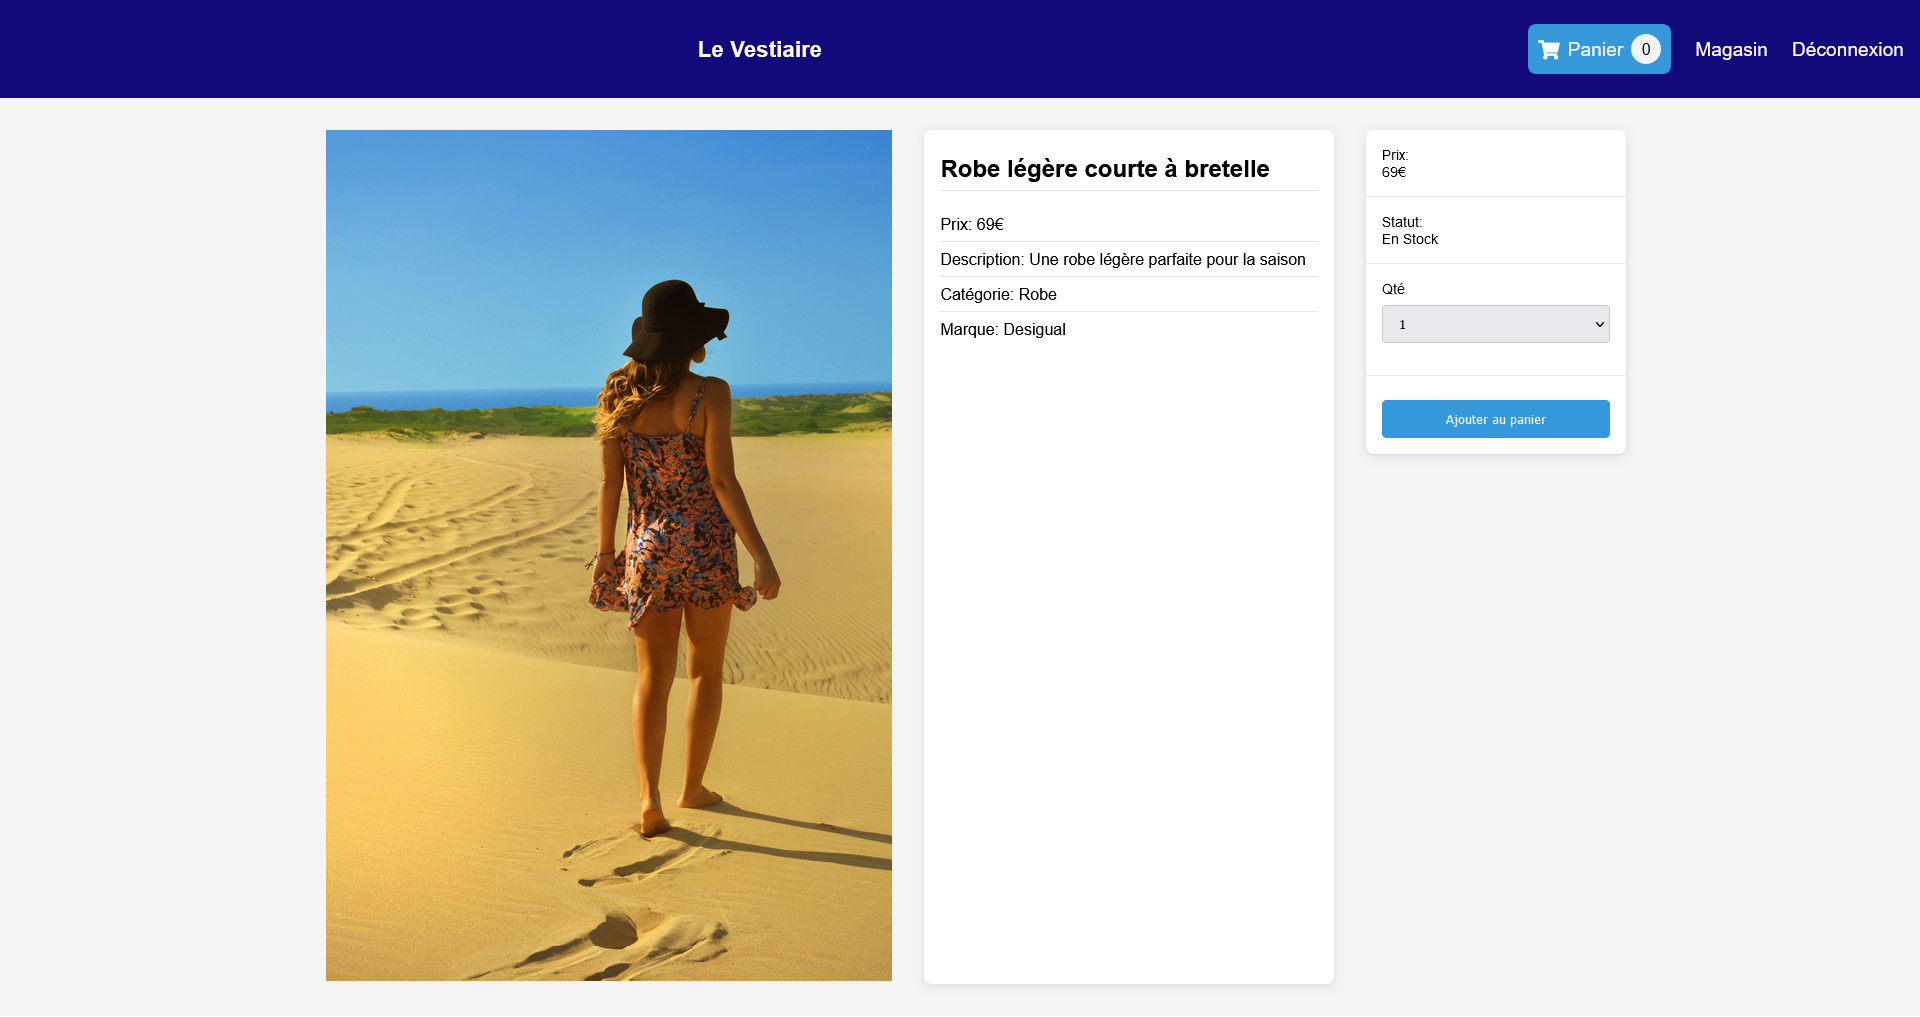 Le Vestiaire
Panier 0
Magasin
Déconnexion
Robe légère courte à bretelle
Prix: 69€
Description: Une robe légère parfaite pour la saison
Catégorie: Robe
Marque: Desigual
Prix:
69€
Statut:
En Stock
Qté
1
Ajouter au panier